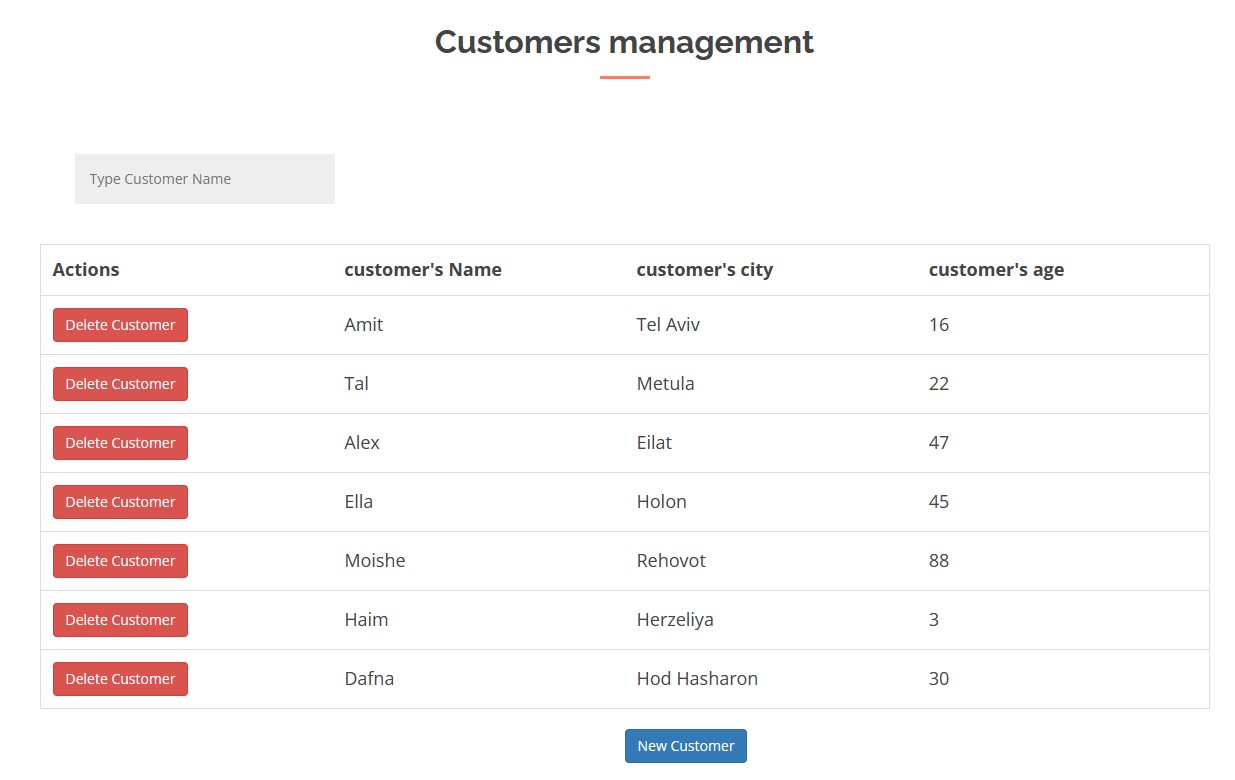 Customers management
Type Customer Name
Actions customer's Name customer's city customer's age
Delete Customer Amit Tel Aviv 16
Delete Customer Tal Metula 22
Delete Customer Alex Eilat 47
Delete Customer Ella Holon 45
Delete Customer Moishe Rehovot 88
Delete Customer Haim Herzeliya 3
Delete Customer Dafna Hod Hasharon 30
New Customer